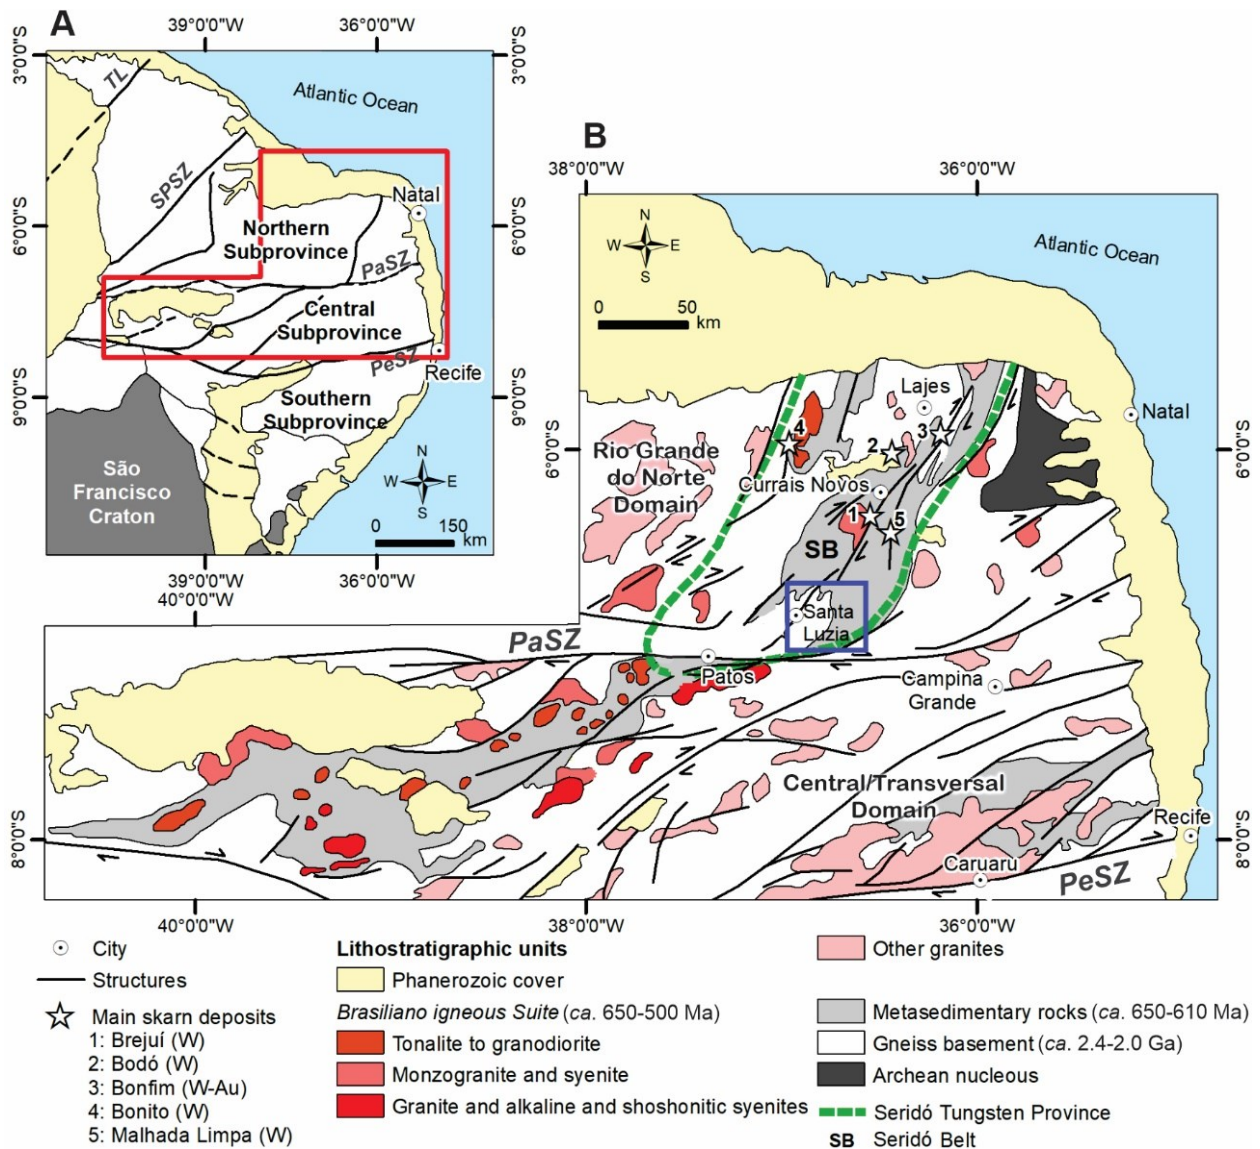 A
39°0'0"W
36°0'0"W
3°0'0"S
TL
Atlantic Ocean
SPSZ
Natal
6°0'0"S
6°0'0"S
Northern
Subprovince
PaSZ
Central
Subprovince
PeSZ
Recife
9°0'0"S
9°0'0"S
Southern
Subprovince
São
Francisco
Craton
N
W
E
S
0
150
km
39°0'0"W
36°0'0"W
B
38°0'0"W
36°0'0"W
N
W
E
S
Atlantic Ocean
0
50
km
Lajes
Natal
4
3
2
6°0'0"S
6°0'0"S
Rio Grande
do Norte
Domain
Currais Novos
1
5
SB
Santa
Luzia
40°0'0"W
PaSZ
Patos
Campina
Grande
Central/Transversal
Domain
Recife
8°0'0"S
8°0'0"S
Caruaru
PeSZ
40°0'0"W
38°0'0"W
36°0'0"W
City
Structures
Main skarn deposits
1: Brejuí (W)
2: Bodó (W)
3: Bonfim (W-Au)
4: Bonito (W)
5: Malhada Limpa (W)
Lithostratigraphic units
Phanerozoic cover
Brasiliano igneous Suite (ca. 650-500 Ma)
Tonalite to granodiorite
Monzogranite and syenite
Granite and alkaline and shoshonitic syenites
Other granites
Metasedimentary rocks (ca. 650-610 Ma)
Gneiss basement (ca. 2.4-2.0 Ga)
Archean nucleous
Seridó Tungsten Province
SB Seridó Belt